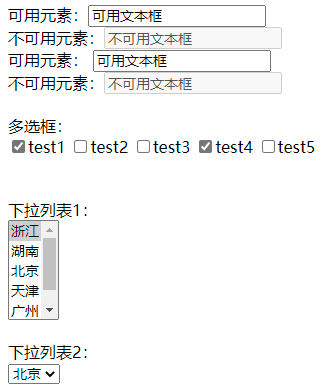 可用元素：可用文本框
不可用元素：不可用文本框
可用元素： 可用文本框
不可用元素：不可用文本框
多选框：
test1 test2 test3 test4 test5
下拉列表1：
浙江
湖南
北京
天津
广州
下拉列表2：
北京